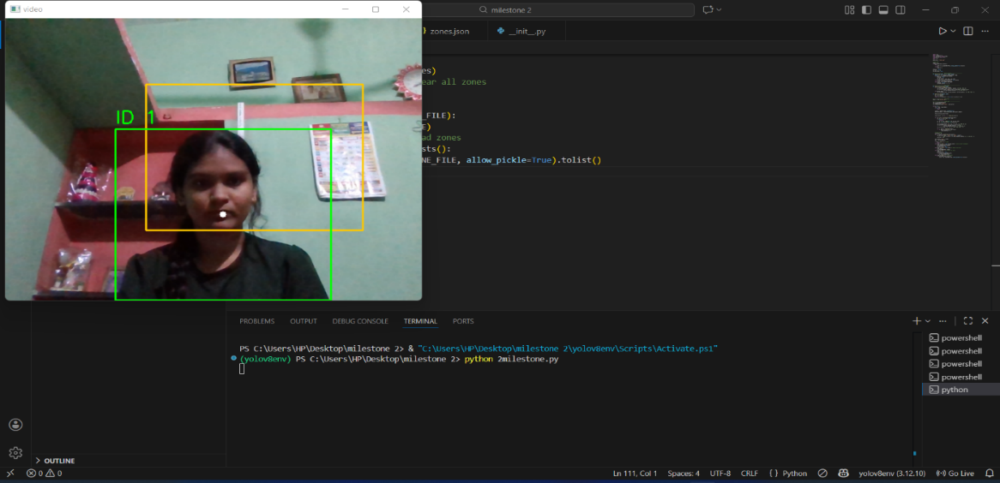 video
milestone 2
zones.json
__init__.py
es)
ear all zones
_FILE):
E)
ad zones
sts():
NE_FILE, allow_pickle=True).tolist()
ID 1
PROBLEMS
OUTPUT
DEBUG CONSOLE
TERMINAL
PORTS
PS C:\Users\HP\Desktop\milestone 2> & "C:\Users\HP\Desktop\milestone 2\yolov8env\Scripts\Activate.ps1"
(yolov8env) PS C:\Users\HP\Desktop\milestone 2> python 2milestone.py
powershell
powershell
powershell
powershell
python
OUTLINE
0 0
Ln 111, Col 1
Spaces: 4
UTF-8
CRLF
{ } Python
yolov8env (3.12.10)
Go Live